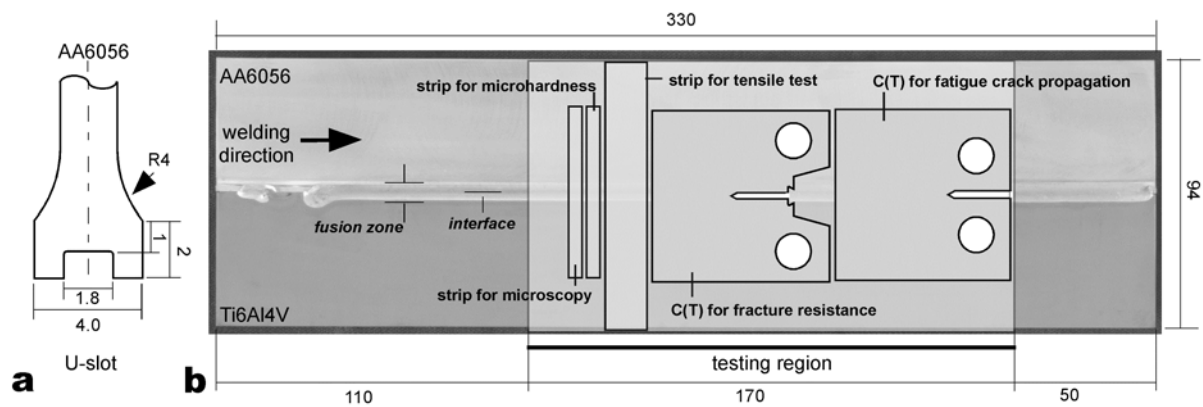 AA6056
R4
1
2
1.8
4.0
U-slot
a
b
330
AA6056
strip for microhardness
strip for tensile test
C(T) for fatigue crack propagation
welding
direction
94
fusion zone
interface
strip for microscopy
C(T) for fracture resistance
Ti6Al4V
testing region
110
170
50